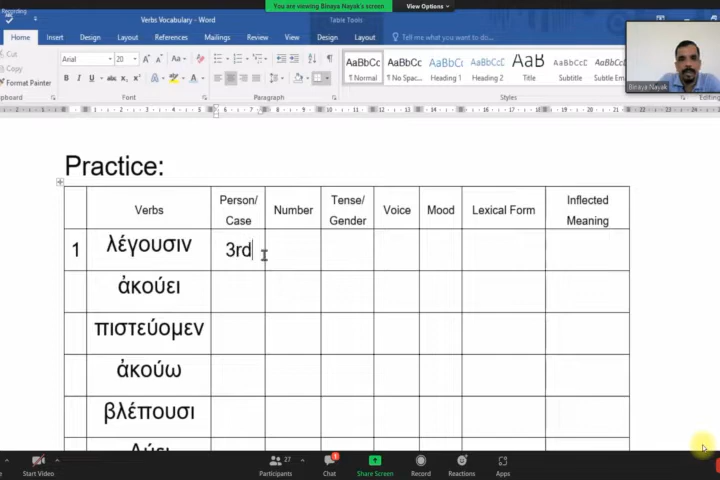 Recording
You are viewing Binaya Nayak's screen
View Options
Verbs Vocabulary - Word
Table Tools
Home Insert Design Layout References Mailings Review View Help Design Layout Tell me what you want to do
Cut
Copy
Format Painter
Clipboard
Arial 20
Font
Paragraph
AaBbCc AaBbCc AaBbCc AaBbCc AaB AaBbCc AaBbCc
¶ Normal ¶ No Spac... Heading 1 Heading 2 Title Subtitle Subtle Em
Styles
Editing
Binaya Nayak
Practice:
Verbs Person/ Case Number Tense/ Gender Voice Mood Lexical Form Inflected Meaning
1 λέγουσιν 3rd
ἀκούει
πιστεύομεν
ἀκούω
βλέπουσι
Start Video
Participants 27
Chat
Share Screen
Record
Reactions
Apps